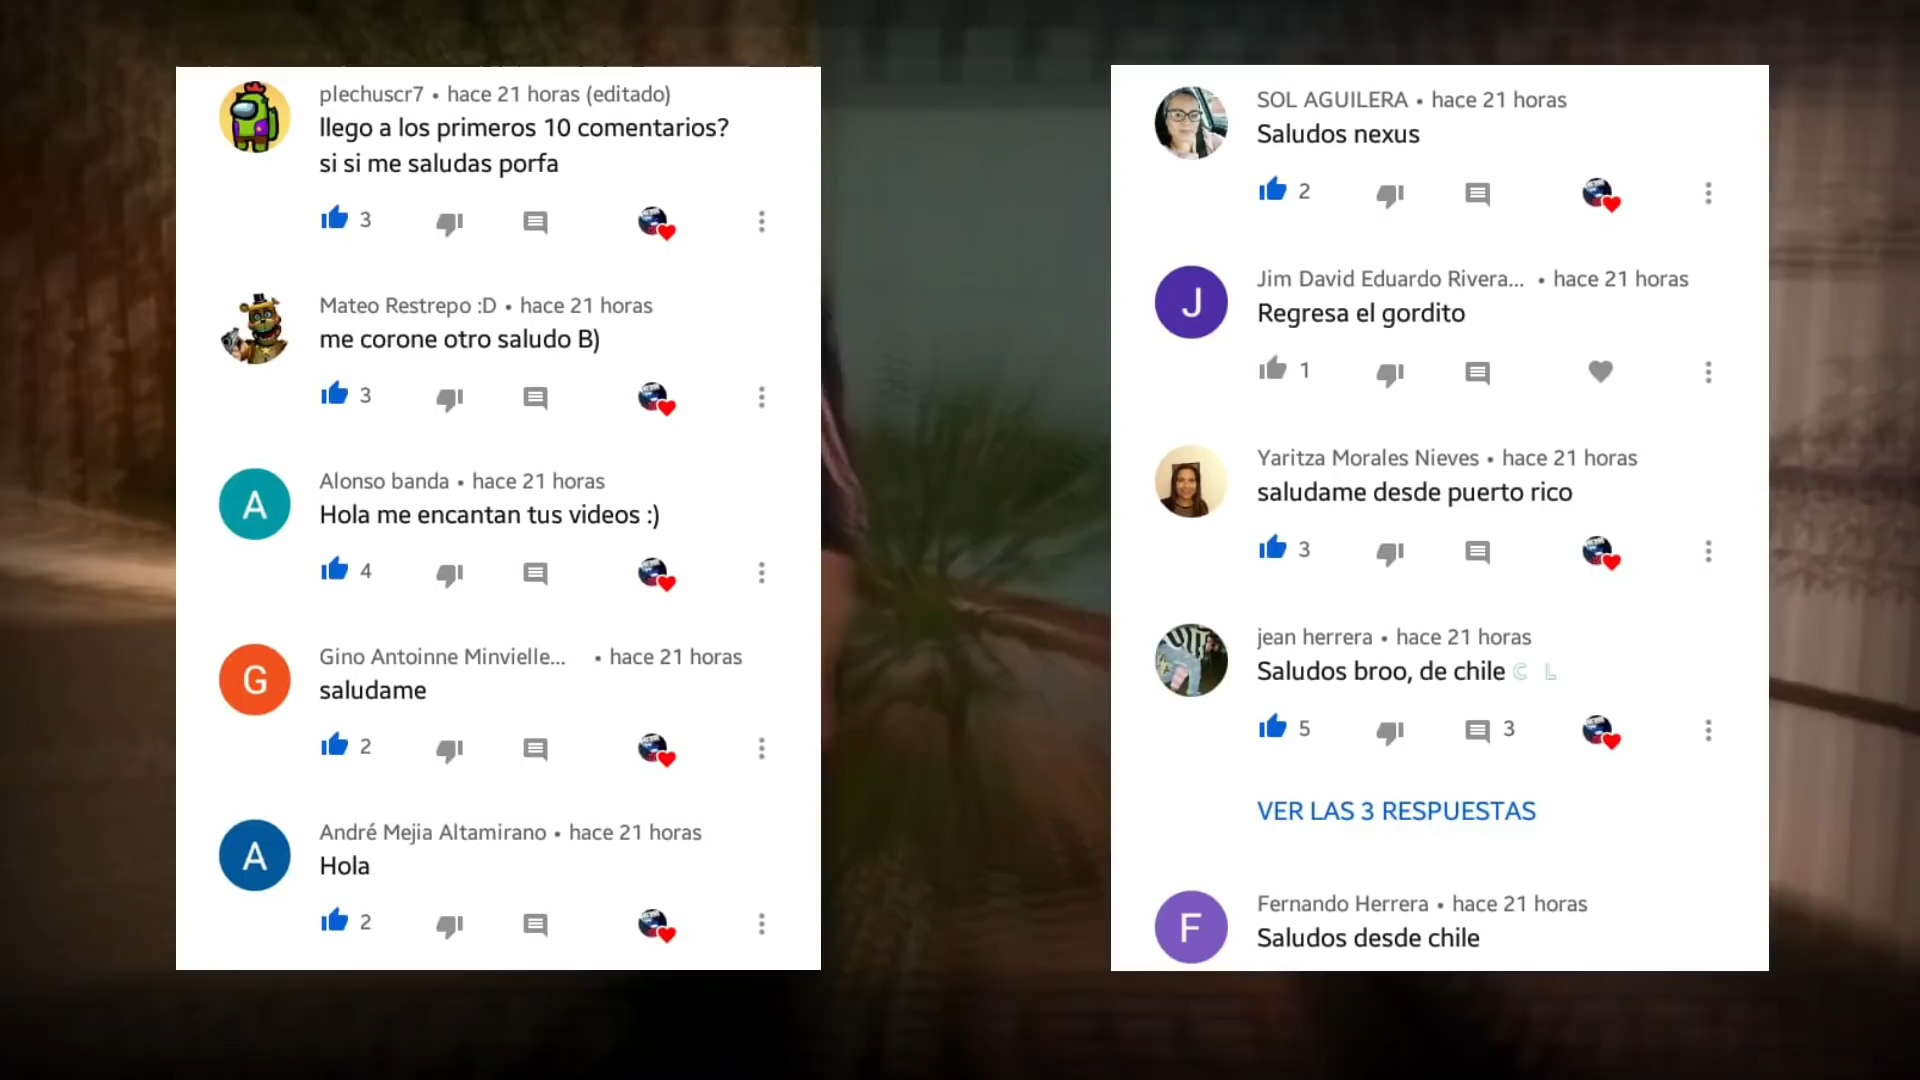 plechuscr7 • hace 21 horas (editado)
llego a los primeros 10 comentarios?
si si me saludas porfa
3
Mateo Restrepo :D • hace 21 horas
me corone otro saludo B)
3
A
Alonso banda • hace 21 horas
Hola me encantan tus videos :)
4
G
Gino Antoinne Minvielle... • hace 21 horas
saludame
2
A
André Mejia Altamirano • hace 21 horas
Hola
2
SOL AGUILERA • hace 21 horas
Saludos nexus
2
J
Jim David Eduardo Rivera... • hace 21 horas
Regresa el gordito
1
Yaritza Morales Nieves • hace 21 horas
saludame desde puerto rico
3
jean herrera • hace 21 horas
Saludos broo, de chile C L
5 3
VER LAS 3 RESPUESTAS
F
Fernando Herrera • hace 21 horas
Saludos desde chile